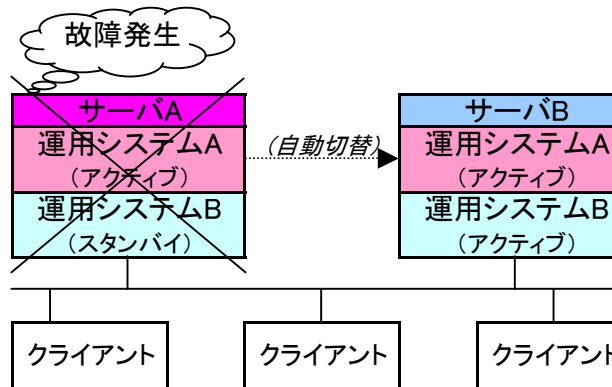 故障発生
サーバA
運用システムA
（アクティブ）
運用システムB
（スタンバイ）
（自動切替）
サーバB
運用システムA
（アクティブ）
運用システムB
（アクティブ）
クライアント
クライアント
クライアント